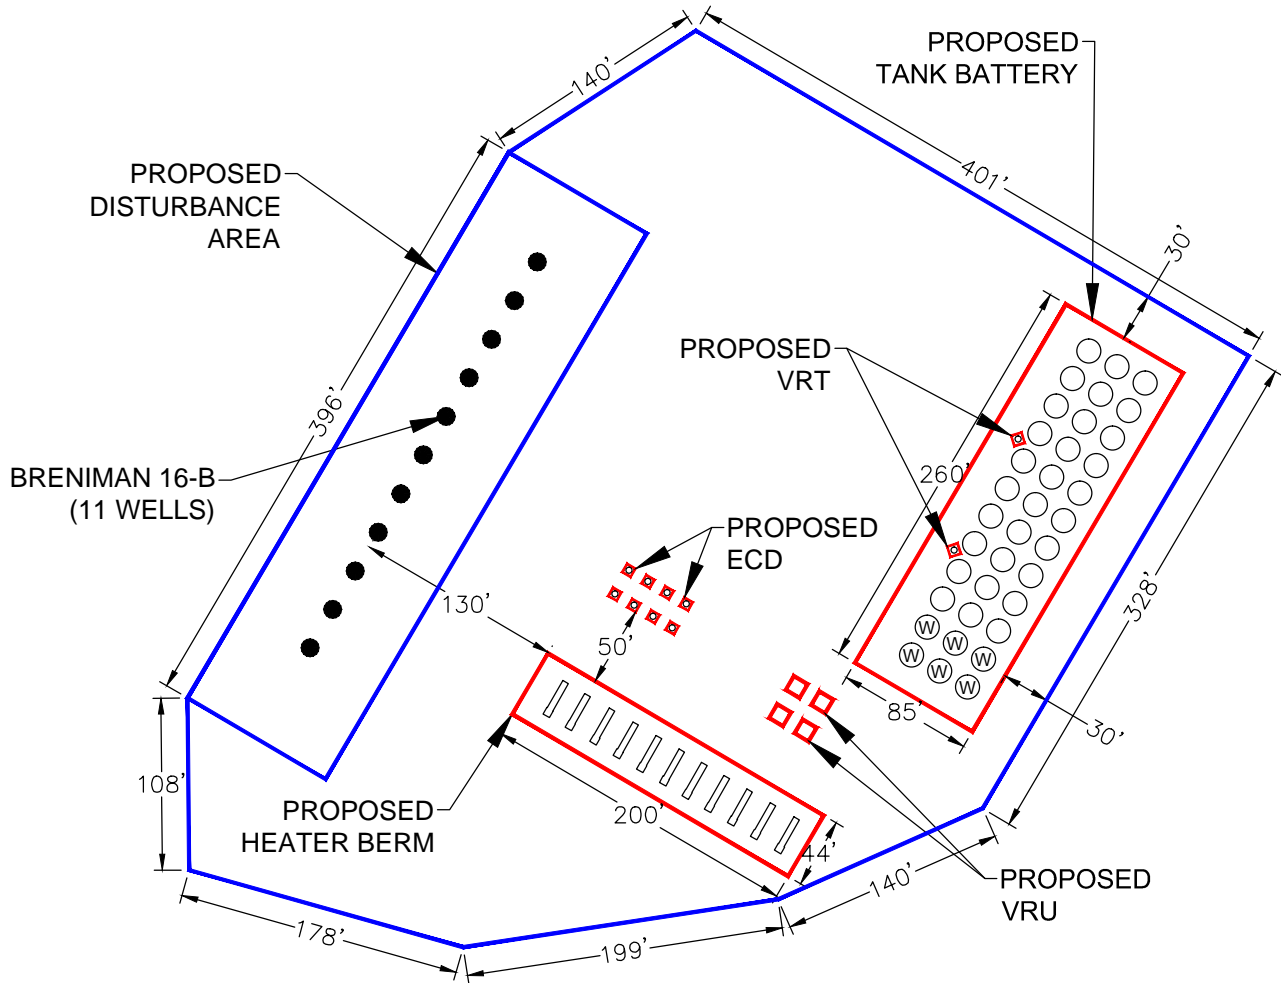 PROPOSED
TANK BATTERY
140'
401'
PROPOSED
DISTURBANCE
AREA
30'
PROPOSED
VRT
396'
260'
BRENIMAN 16-B
(11 WELLS)
PROPOSED
ECD
130'
328'
50'
W
W
W
W
W
W
85'
30'
108'
PROPOSED
HEATER BERM
200'
44'
140'
PROPOSED
VRU
178'
199'